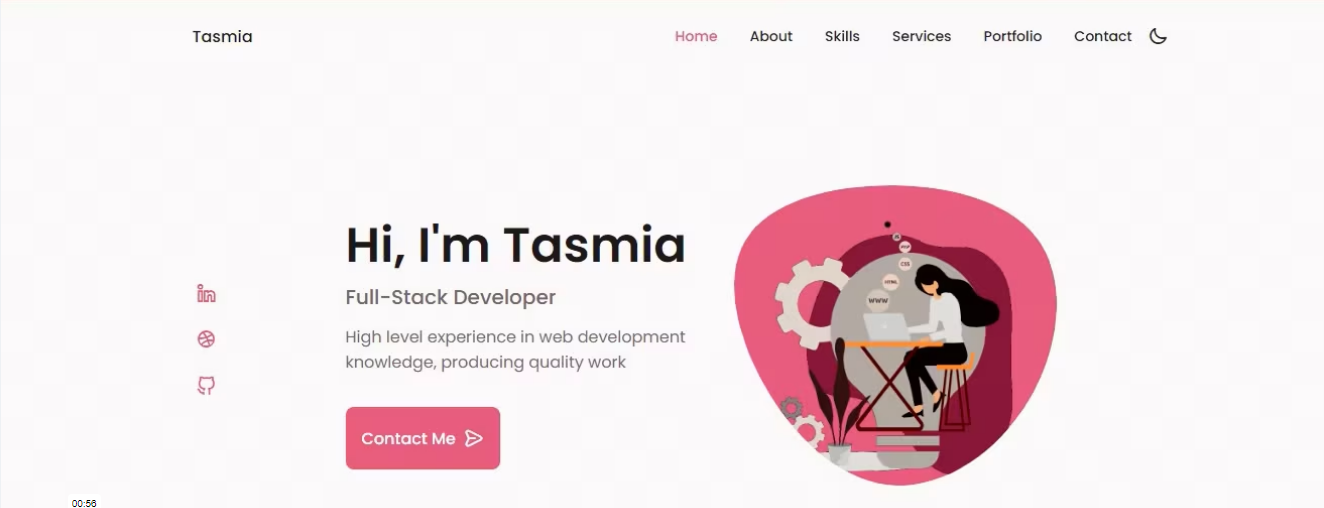 Tasmia
Home About Skills Services Portfolio Contact
Hi, I'm Tasmia
Full-Stack Developer
High level experience in web development
knowledge, producing quality work
Contact Me
CSS
HTML
WWW
00:56